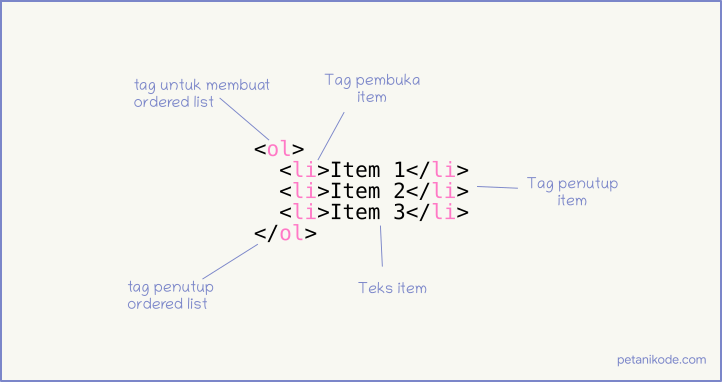 tag untuk membuat
ordered list
Tag pembuka
item
<ol>
<li>Item 1</li>
<li>Item 2</li>
<li>Item 3</li>
</ol>
Tag penutup
item
tag penutup
ordered list
Teks item
petanikode.com